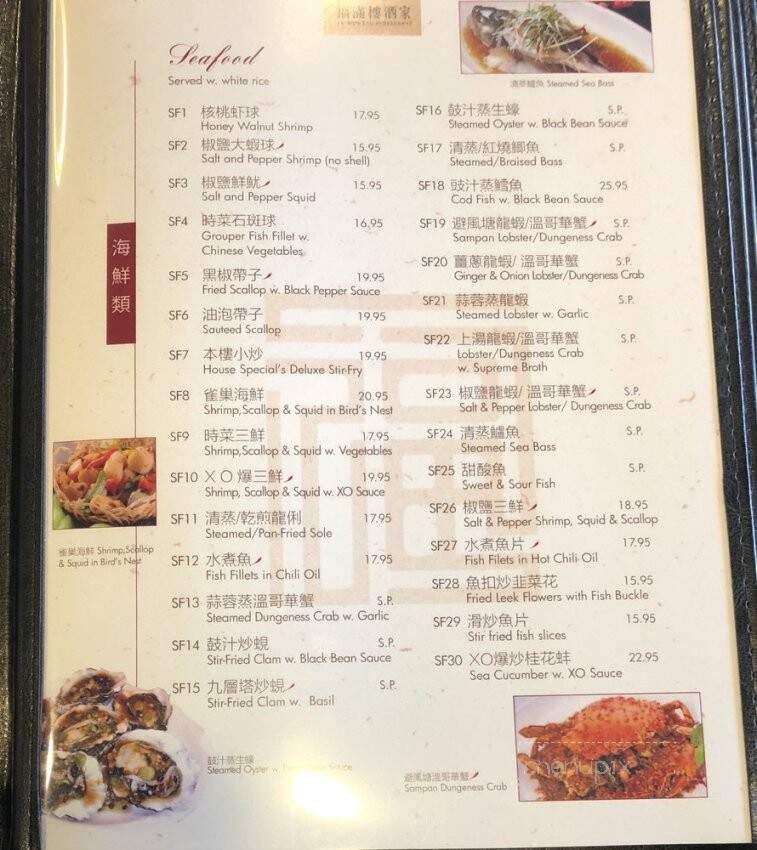 樓酒家
Seafood
Served w. white rice
清蒸鱸魚 Steamed Sea Bass
海鮮類
SF1 核桃虾球 17.95
Honey Walnut Shrimp
SF2 椒鹽大蝦球 15.95
Salt and Pepper Shrimp (no shell)
SF3 椒鹽鮮魷 15.95
Salt and Pepper Squid
SF4 時菜石斑球 16.95
Grouper Fish Fillet w.
Chinese Vegetables
SF5 黑椒帶子 19.95
Fried Scallop w. Black Pepper Sauce
SF6 油泡帶子 19.95
Sauteed Scallop
SF7 本樓小炒 19.95
House Special's Deluxe Stir-Fry
SF8 雀巢海鮮 20.95
Shrimp,Scallop & Squid in Bird's Nest
SF9 時菜三鮮 17.95
Shrimp,Scallop & Squid w. Vegetables
SF10 XO 爆三鮮 19.95
Shrimp, Scallop & Squid w. XO Sauce
SF11 清蒸/乾煎龍俐 17.95
Steamed/Pan-Fried Sole
SF12 水煮魚 17.95
Fish Fillets in Chili Oil
SF13 蒜蓉蒸溫哥華蟹 S.P.
Steamed Dungeness Crab w. Garlic
SF14 鼓汁炒蜆 S.P.
Stir-Fried Clam w. Black Bean Sauce
SF15 九層塔炒蜆 S.P.
Stir-Fried Clam w. Basil
SF16 鼓汁蒸生蠔 S.P.
Steamed Oyster w. Black Bean Sauce
SF17 清蒸/紅燒鯽魚 S.P.
Steamed/Braised Bass
SF18 豉汁蒸鱈魚 25.95
Cod Fish w. Black Bean Sauce
SF19 避風塘龍蝦/溫哥華蟹 S.P.
Sampan Lobster/Dungeness Crab
SF20 薑蔥龍蝦/ 溫哥華蟹 S.P.
Ginger & Onion Lobster/Dungeness Crab
SF21 蒜蓉蒸龍蝦 S.P.
Steamed Lobster w. Garlic
SF22 上湯龍蝦/溫哥華蟹 S.P.
Lobster/Dungeness Crab
w. Supreme Broth
SF23 椒鹽龍蝦/ 溫哥華蟹 S.P.
Salt & Pepper Lobster/ Dungeness Crab
SF24 清蒸鱸魚 S.P.
Steamed Sea Bass
SF25 甜酸魚 S.P.
Sweet & Sour Fish
SF26 椒鹽三鮮 18.95
Salt & Pepper Shrimp, Squid & Scallop
SF27 水煮魚片 17.95
Fish Filets in Hot Chili Oil
SF28 魚扣炒韭菜花 15.95
Fried Leek Flowers with Fish Buckle
SF29 滑炒魚片 15.95
Stir fried fish slices
SF30 XO爆炒桂花蚌 22.95
Sea Cucumber w. XO Sauce
雀巢海鮮 Shrimp,Scallop
& Squid in Bird's Nest
鼓汁蒸生蠔
Steamed Oyster w. Sauce
避風塘溫哥華蟹
Sampan Dungeness Crab
menupix